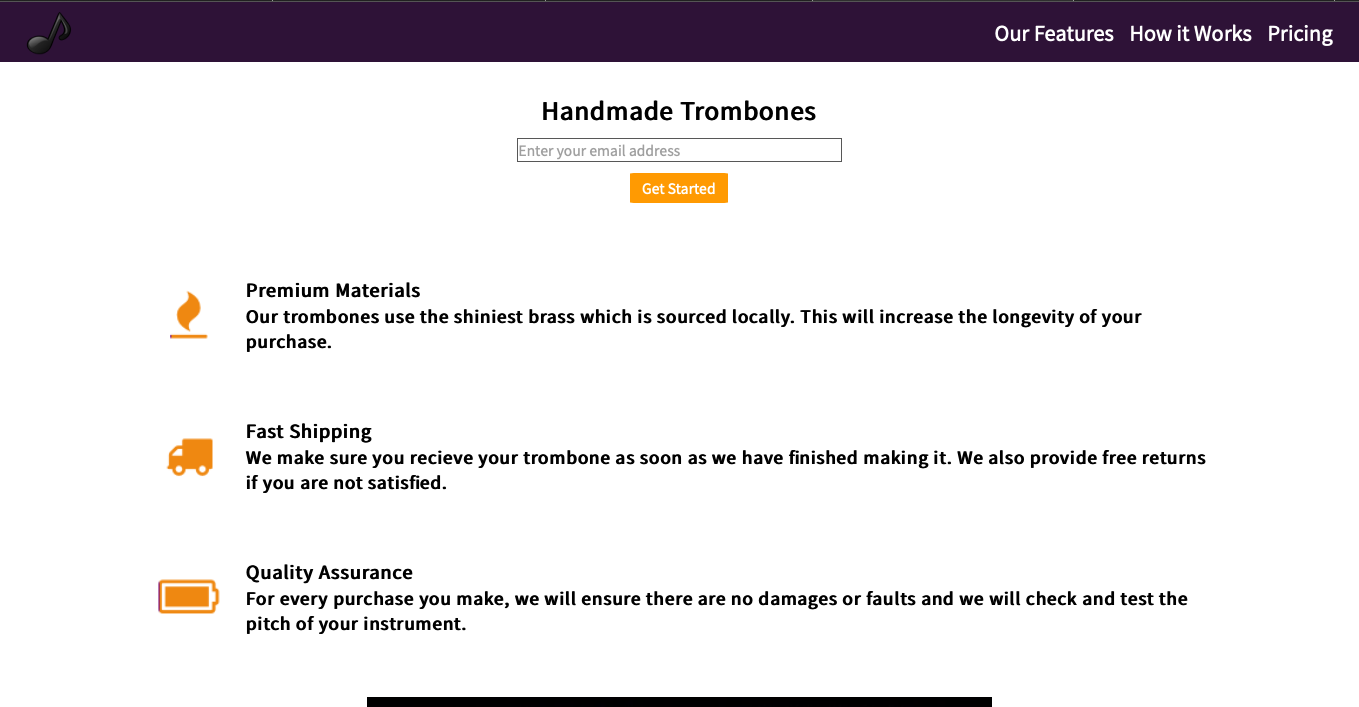 Our Features How it Works Pricing
Handmade Trombones
Enter your email address
Get Started
Premium Materials
Our trombones use the shiniest brass which is sourced locally. This will increase the longevity of your
purchase.
Fast Shipping
We make sure you recieve your trombone as soon as we have finished making it. We also provide free returns
if you are not satisfied.
Quality Assurance
For every purchase you make, we will ensure there are no damages or faults and we will check and test the
pitch of your instrument.